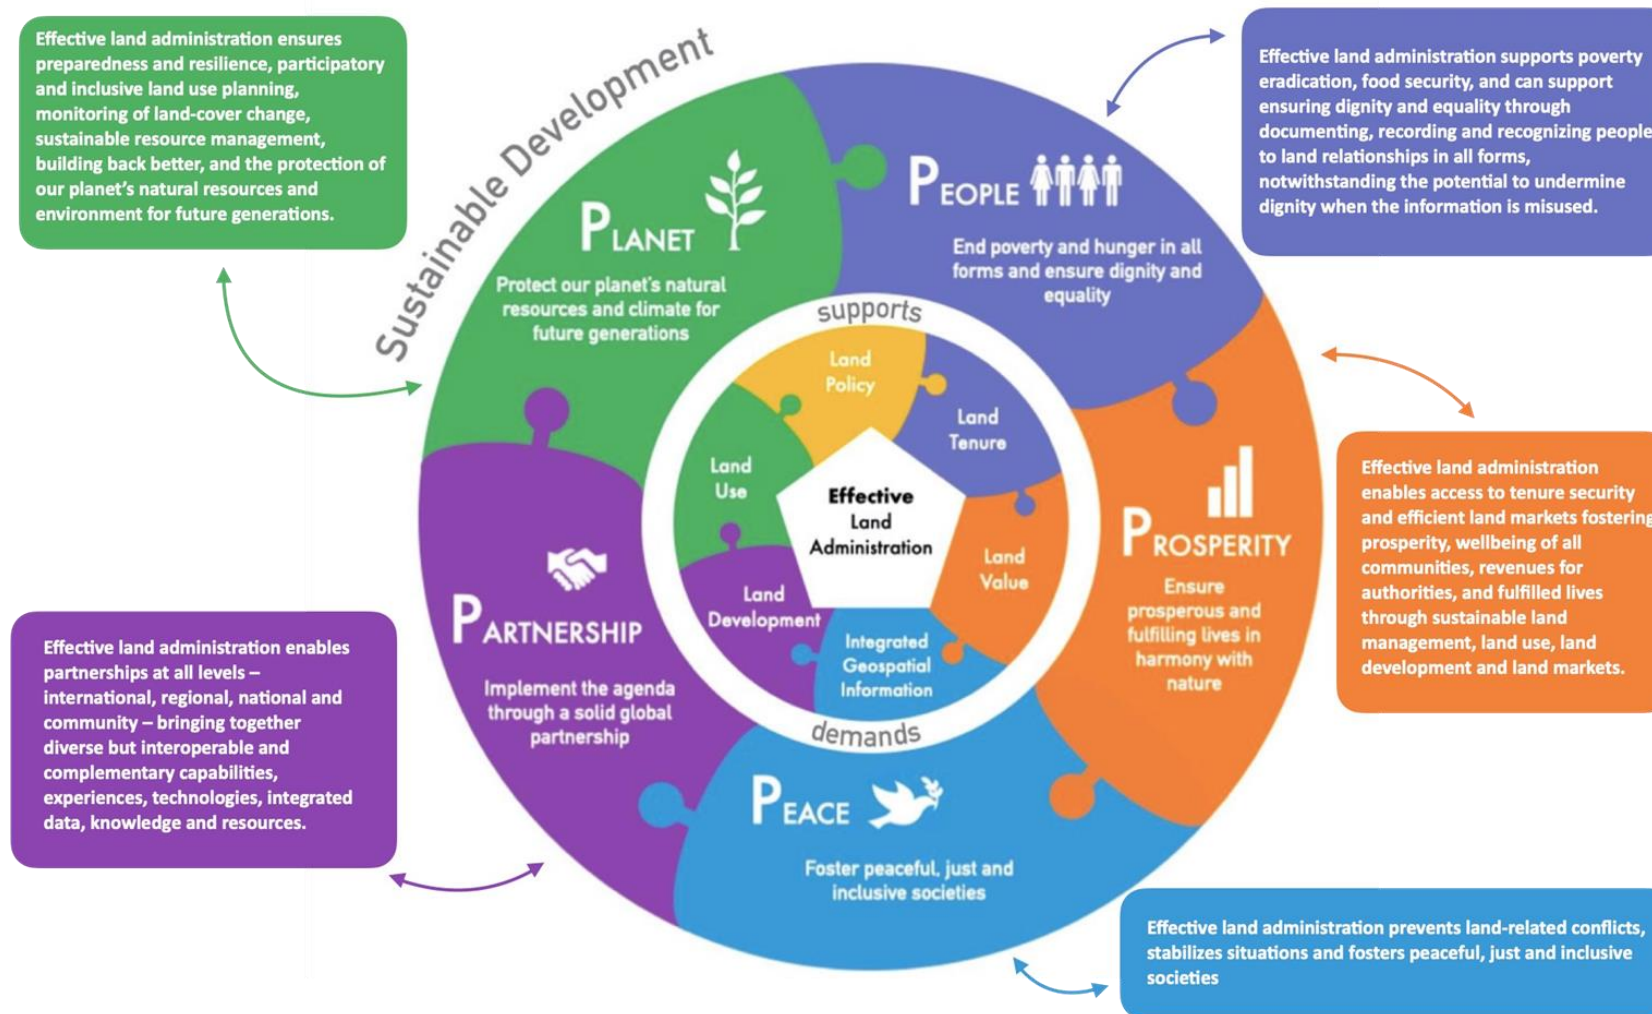 Effective land administration ensures
preparedness and resilience, participatory
and inclusive land use planning,
monitoring of land-cover change,
sustainable resource management,
building back better, and the protection of
our planet's natural resources and
environment for future generations.
Sustainable Development
Effective land administration supports poverty
eradication, food security, and can support
ensuring dignity and equality through
documenting, recording and recognizing people
to land relationships in all forms,
notwithstanding the potential to undermine
dignity when the information is misused.
PLANET
Protect our planet's natural
resources and climate for
future generations
PEOPLE
End poverty and hunger in all
forms and ensure dignity and
equality
supports
Land
Policy
Land
Tenure
Land
Use
Effective
Land
Administration
Land
Value
Land
Development
Integrated
Geospatial
Information
demands
PROSPERITY
Ensure
prosperous and
fulfilling lives in
harmony with
nature
Effective land administration
enables access to tenure security
and efficient land markets fostering
prosperity, wellbeing of all
communities, revenues for
authorities, and fulfilled lives
through sustainable land
management, land use, land
development and land markets.
PARTNERSHIP
Implement the agenda
through a solid global
partnership
Effective land administration enables
partnerships at all levels –
international, regional, national and
community – bringing together
diverse but interoperable and
complementary capabilities,
experiences, technologies, integrated
data, knowledge and resources.
PEACE
Foster peaceful, just and
inclusive societies
Effective land administration prevents land-related conflicts,
stabilizes situations and fosters peaceful, just and inclusive
societies